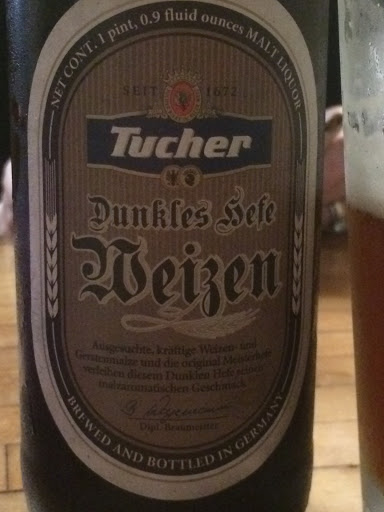 NET CONT. 1 pint, 0.9 fluid ounces MALT LIQUOR
SEIT 1672
Tucher
Dunkles Hefe
Weizen
Ausgesuchte, kräftige Weizen- und
Gerstenmalze und die original Meisterhefe
verleihen diesem Dunklen Hefe seinen
malzaromatischen Geschmack
Dipl. Braumeister
BREWED AND BOTTLED IN GERMANY